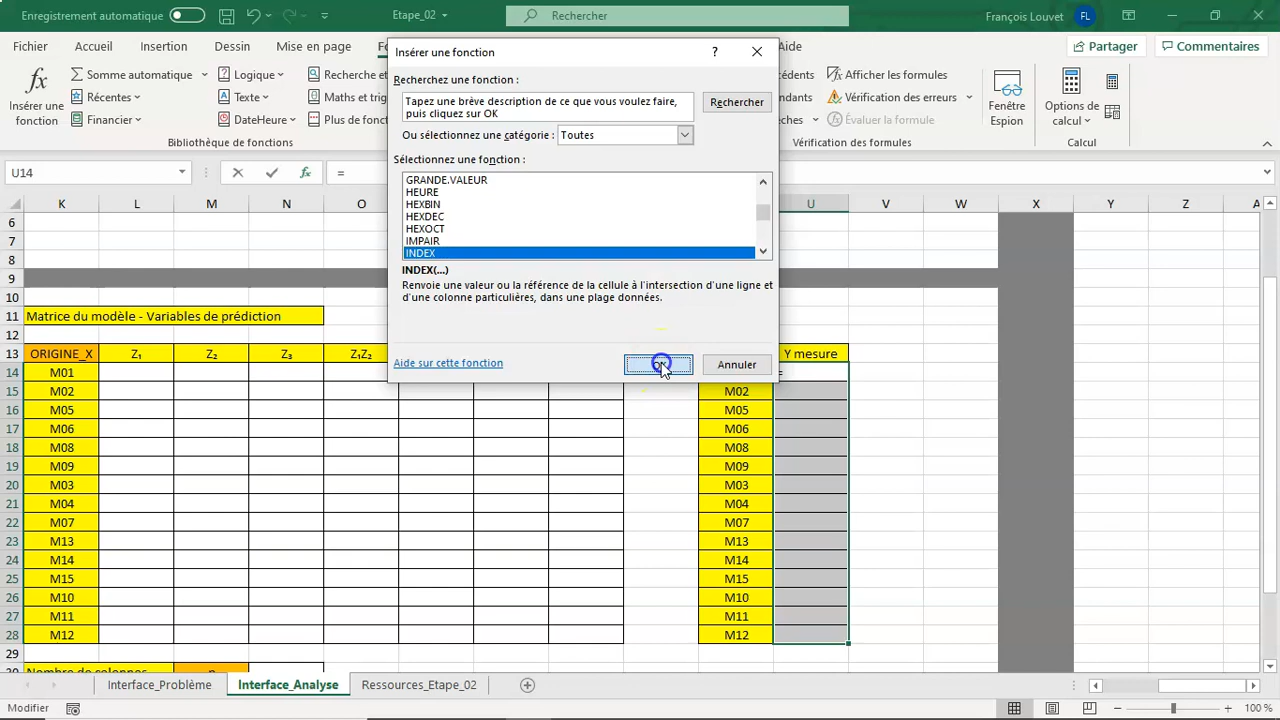 Enregistrement automatique
Etape_02
Rechercher
François Louvet
FL
Fichier
Accueil
Insertion
Dessin
Mise en page
Aide
Partager
Commentaires
Insérer une
fonction
Somme automatique
Récentes
Financier
Logique
Texte
DateHeure
Recherche et
Maths et trig
Plus de fonct
Bibliothèque de fonctions
Afficher les formules
Vérification des erreurs
Évaluer la formule
Vérification des formules
Fenêtre
Espion
Options de
calcul
Calcul
Insérer une fonction
?
Recherchez une fonction :
Tapez une brève description de ce que vous voulez faire,
puis cliquez sur OK
Rechercher
Ou sélectionnez une catégorie :
Toutes
Sélectionnez une fonction :
GRANDE.VALEUR
HEURE
HEXBIN
HEXDEC
HEXOCT
IMPAIR
INDEX
INDEX(...)
Renvoie une valeur ou la référence de la cellule à l'intersection d'une ligne et
d'une colonne particulières, dans une plage données.
Aide sur cette fonction
Annuler
U14
fx
=
K L M N O U V W X Y Z
6
7
8
9
10
11 Matrice du modèle - Variables de prédiction
12
13 ORIGINE_X Z₁ Z₂ Z₃ Z₁Z₂ Y mesure
14 M01 =
15 M02 M02
16 M05 M05
17 M06 M06
18 M08 M08
19 M09 M09
20 M03 M03
21 M04 M04
22 M07 M07
23 M13 M13
24 M14 M14
25 M15 M15
26 M10 M10
27 M11 M11
28 M12 M12
29
Interface_Problème
Interface_Analyse
Ressources_Etape_02
Modifier
100 %